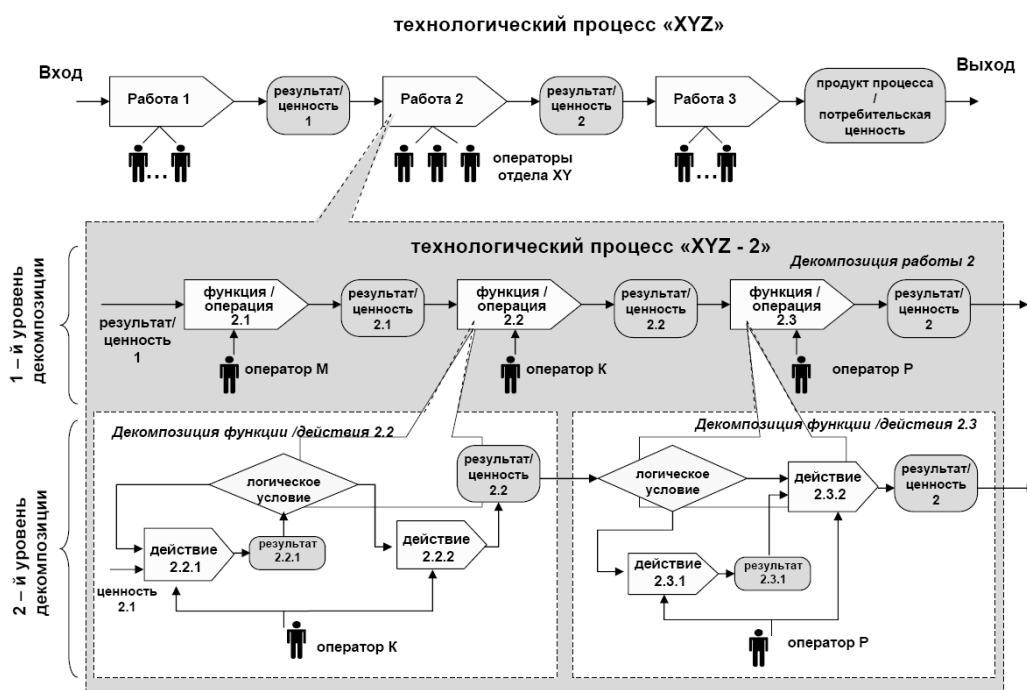 технологический процесс «XYZ»
Вход
Выход
Работа 1
результат/
ценность
1
Работа 2
результат/
ценность
2
Работа 3
продукт процесса
/
потребительская
ценность
...
операторы
отдела XY
...
технологический процесс «XYZ - 2»
Декомпозиция работы 2
1 – й уровень
декомпозиции
результат/
ценность
1
функция /
операция
2.1
результат/
ценность
2.1
функция /
операция
2.2
результат/
ценность
2.2
функция /
операция
2.3
результат/
ценность
2
оператор М
оператор К
оператор Р
2 – й уровень
декомпозиции
Декомпозиция функции /действия 2.2
логическое
условие
результат/
ценность
2.2
действие
2.2.1
результат
2.2.1
действие
2.2.2
ценность
2.1
оператор К
Декомпозиция функции /действия 2.3
логическое
условие
действие
2.3.2
результат/
ценность
2
действие
2.3.1
результат
2.3.1
оператор Р